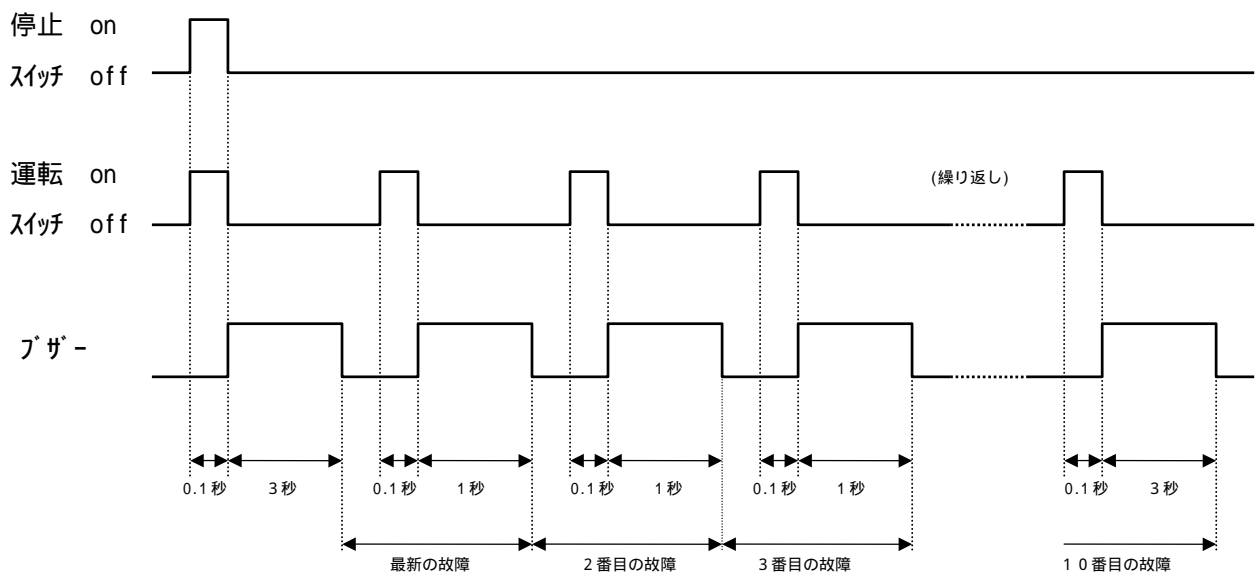 停止 on
スイッチ off
運転 on
(繰り返し)
スイッチ off
ブザー
0.1秒 3秒 0.1秒 1秒 0.1秒 1秒 0.1秒 1秒 0.1秒 3秒
最新の故障 2番目の故障 3番目の故障 10番目の故障